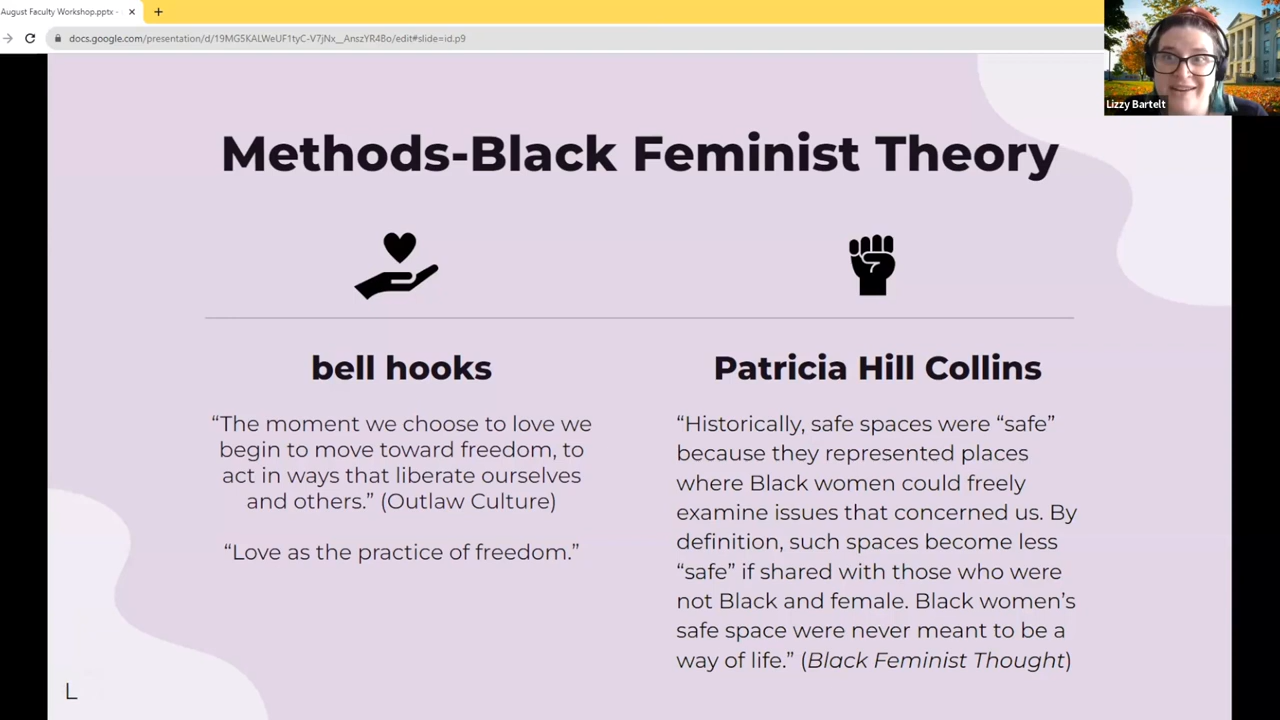 August Faculty Workshop.pptx -
docs.google.com/presentation/d/19MG5KALWeUF1tyC-V7jNx__AnszYR4Bo/edit#slide=id.p9
Lizzy Bartelt
Methods-Black Feminist Theory
bell hooks
“The moment we choose to love we
begin to move toward freedom, to
act in ways that liberate ourselves
and others.” (Outlaw Culture)
“Love as the practice of freedom.”
Patricia Hill Collins
“Historically, safe spaces were “safe”
because they represented places
where Black women could freely
examine issues that concerned us. By
definition, such spaces become less
“safe” if shared with those who were
not Black and female. Black women’s
safe space were never meant to be a
way of life.” (Black Feminist Thought)
L